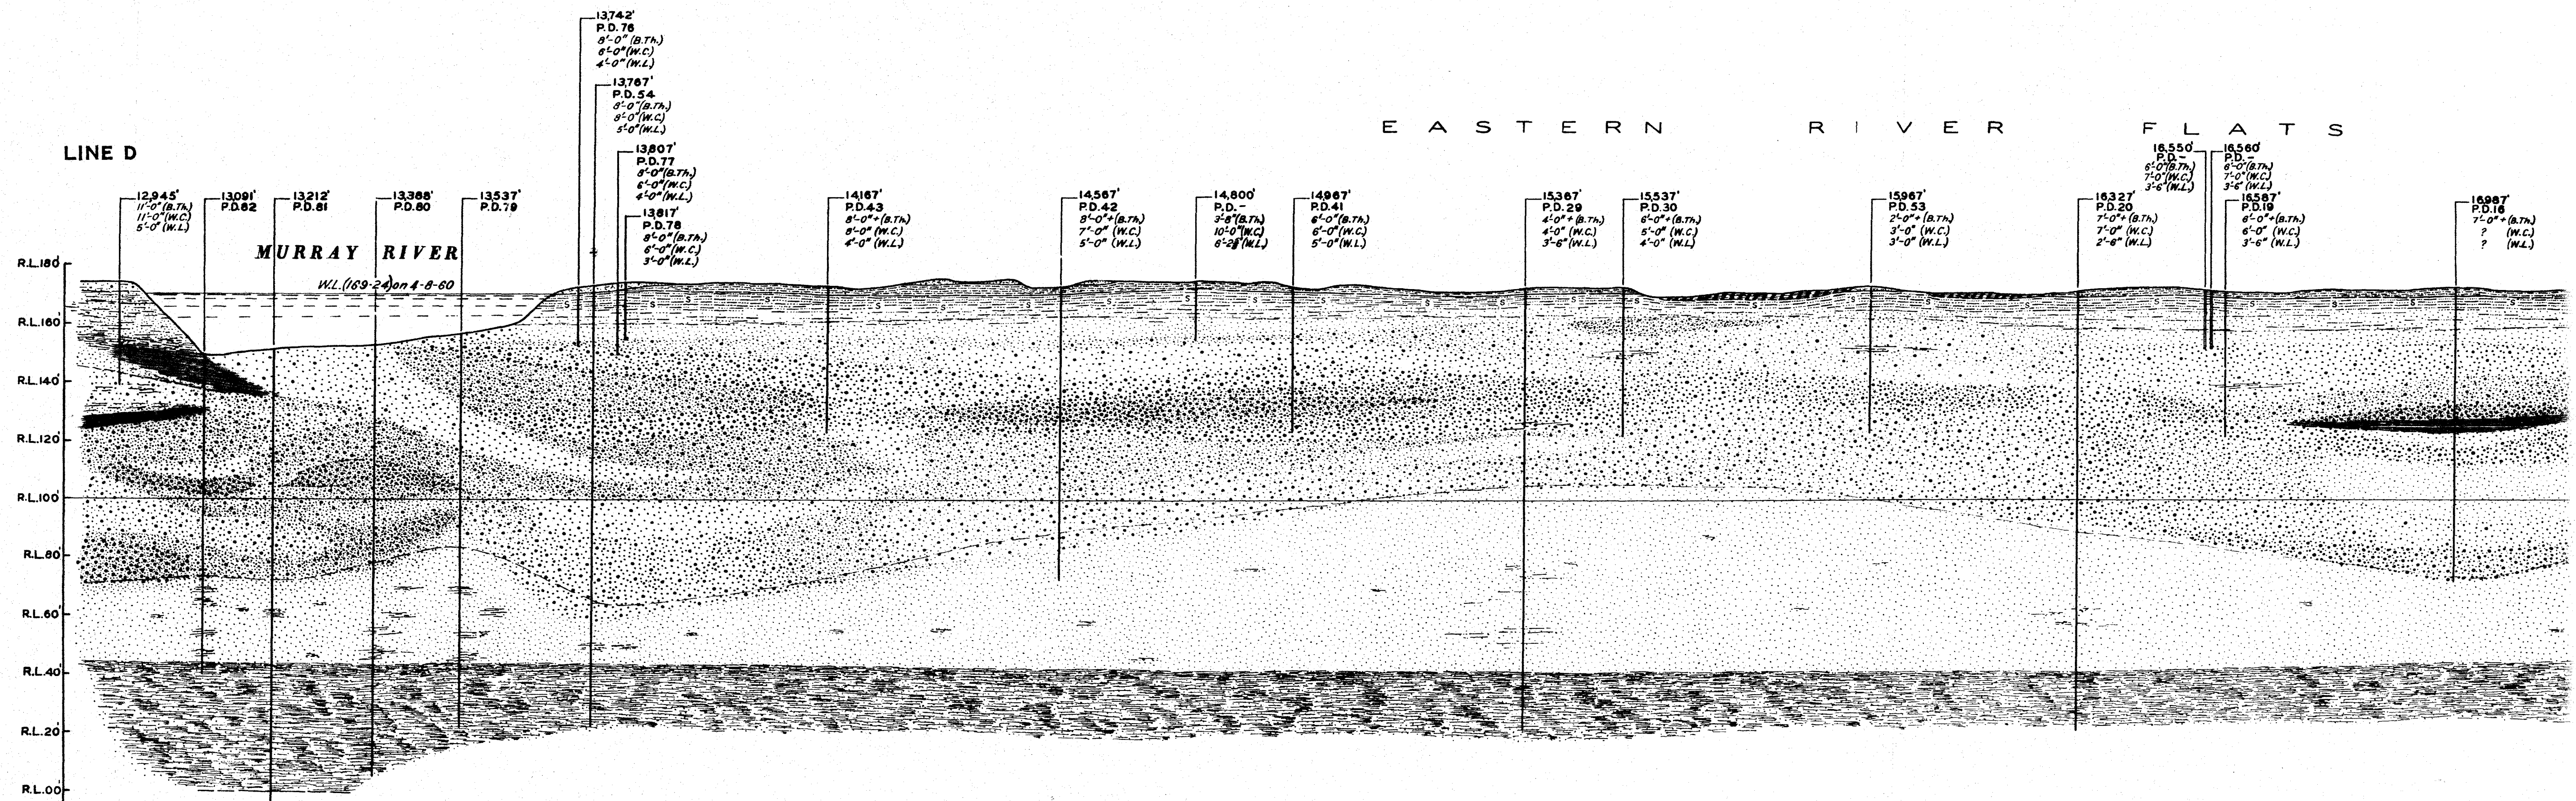 13,742'
P.D.76
8'-0" (B.Th.)
6'-0" (W.C.)
4'-0" (W.L.)
13,767'
P.D.54
8'-0" (B.Th.)
8'-0" (W.C.)
5'-0" (W.L.)
EASTERN RIVER FLATS
LINE D
13,807'
P.D.77
8'-0" (B.Th.)
6'-0" (W.C.)
4'-0" (W.L.)
13,817'
P.D.78
8'-0" (B.Th.)
6'-0" (W.C.)
3'-0" (W.L.)
12,945'
11'-0" (B.Th.)
11'-0" (W.C.)
5'-0" (W.L.)
13,091'
P.D.82
13,212'
P.D.81
13,388'
P.D.80
13,537'
P.D.79
14,167'
P.D.43
8'-0"+(B.Th.)
8'-0" (W.C.)
4'-0" (W.L.)
14,567'
P.D.42
8'-0"+(B.Th.)
7'-0" (W.C.)
5'-0" (W.L.)
14,800'
P.D.-
3'-8" (B.Th.)
10'-0" (W.C.)
(W.L.)
14,967'
P.D.41
6'-0" (B.Th.)
6'-0" (W.C.)
5'-0" (W.L.)
15,367'
P.D.29
4'-0"+(B.Th.)
4'-0" (W.C.)
3'-6" (W.L.)
15,537'
P.D.30
6'-0"+(B.Th.)
5'-0" (W.C.)
4'-0" (W.L.)
15,967'
P.D.53
2'-0"+(B.Th.)
3'-0" (W.C.)
3'-0" (W.L.)
16,327'
P.D.20
7'-0"+(B.Th.)
7'-0" (W.C.)
2'-6" (W.L.)
16,550'
P.D.-
6'-0" (B.Th.)
7'-0" (W.C.)
3'-6" (W.L.)
16,560'
P.D.-
6'-0" (B.Th.)
7'-0" (W.C.)
3'-6" (W.L.)
16,587'
P.D.19
6'-0"+(B.Th.)
6'-0" (W.C.)
3'-6" (W.L.)
16,987'
P.D.16
7'-0"+(B.Th.)
? (W.C.)
? (W.L.)
MURRAY RIVER
W.L.(169·24) on 4-8-60
R.L.180'
R.L.160'
R.L.140'
R.L.120'
R.L.100'
R.L.80'
R.L.60'
R.L.40'
R.L.20'
R.L.00'
S S S S S S S S S S S S S S S S S